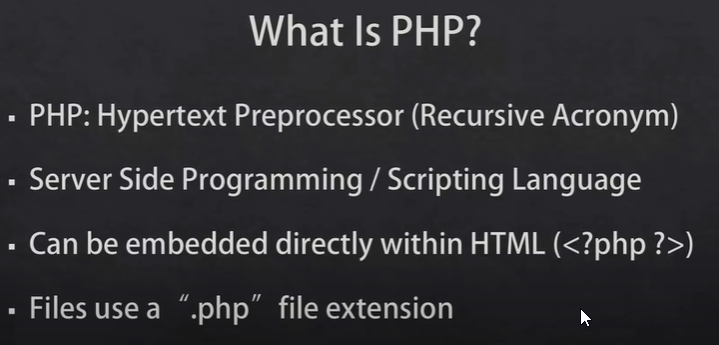 What Is PHP?
▪ PHP: Hypertext Preprocessor (Recursive Acronym)
▪ Server Side Programming / Scripting Language
▪ Can be embedded directly within HTML (<?php ?>)
▪ Files use a “.php” file extension